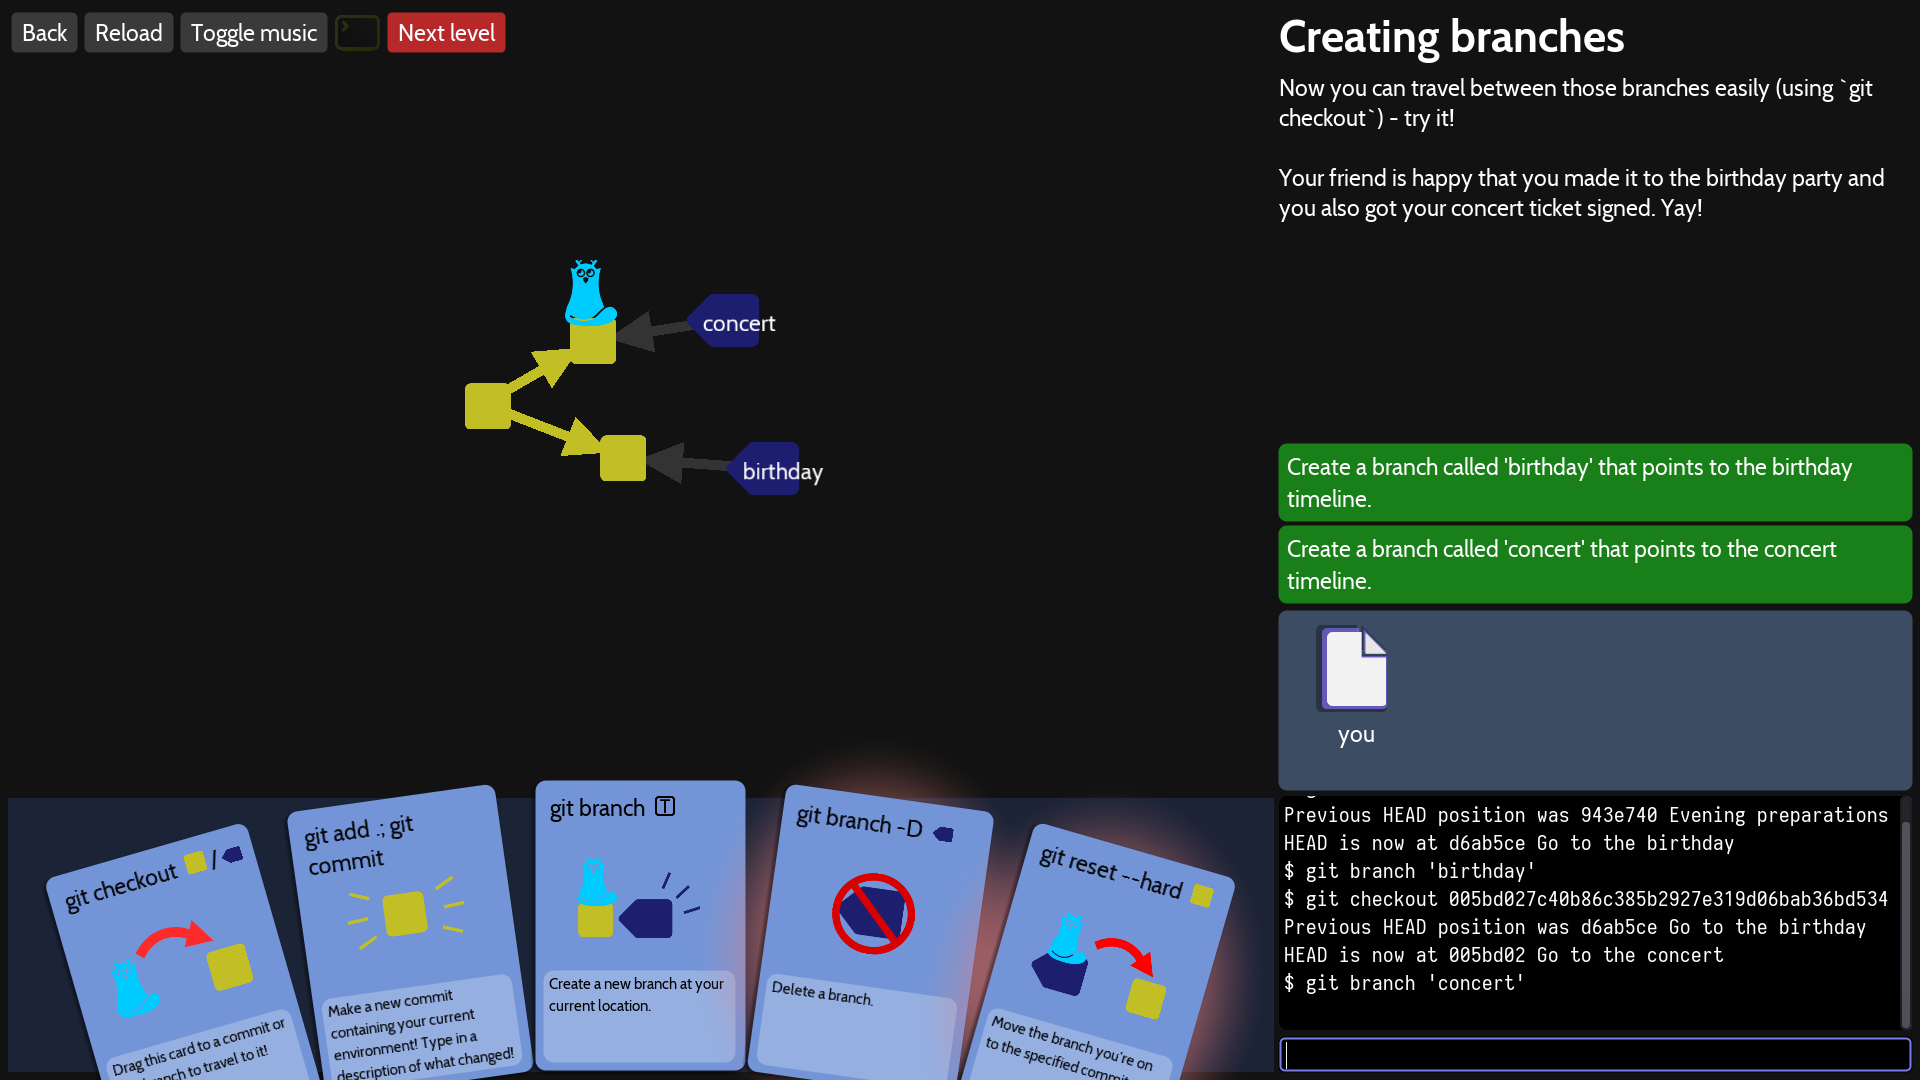 Back
Reload
Toggle music
Next level
Creating branches
Now you can travel between those branches easily (using `git
checkout`) - try it!
Your friend is happy that you made it to the birthday party and
you also got your concert ticket signed. Yay!
concert
birthday
Create a branch called 'birthday' that points to the birthday
timeline.
Create a branch called 'concert' that points to the concert
timeline.
you
git checkout /
Drag this card to a commit or
to travel to it!
git add .; git
commit
Make a new commit
containing your current
environment! Type in a
description of what changed!
git branch T
Create a new branch at your
current location.
git branch -D
Delete a branch.
git reset --hard
Move the branch you're on
to the specified
Previous HEAD position was 943e740 Evening preparations
HEAD is now at d6ab5ce Go to the birthday
$ git branch 'birthday'
$ git checkout 005bd027c40b86c385b2927e319d06bab36bd534
Previous HEAD position was d6ab5ce Go to the birthday
HEAD is now at 005bd02 Go to the concert
$ git branch 'concert'